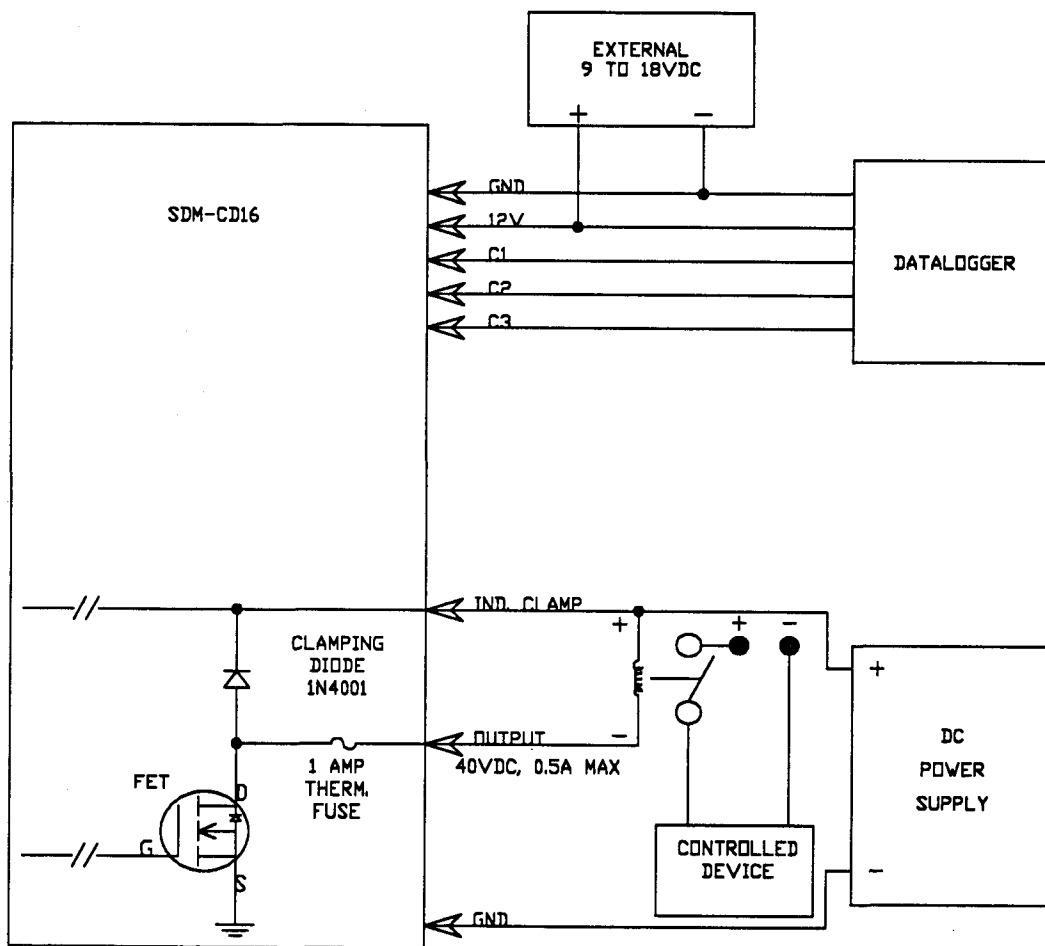 EXTERNAL
9 TO 18VDC
+ −
SDM-CD16
GND
12V
C1
C2
C3
DATALOGGER
IND. CLAMP
CLAMPING
DIODE
1N4001
+
+ −
+
OUTPUT
−
40VDC, 0.5A MAX
1 AMP
THERM.
FUSE
FET
D
G
S
DC
POWER
SUPPLY
CONTROLLED
DEVICE
−
GND